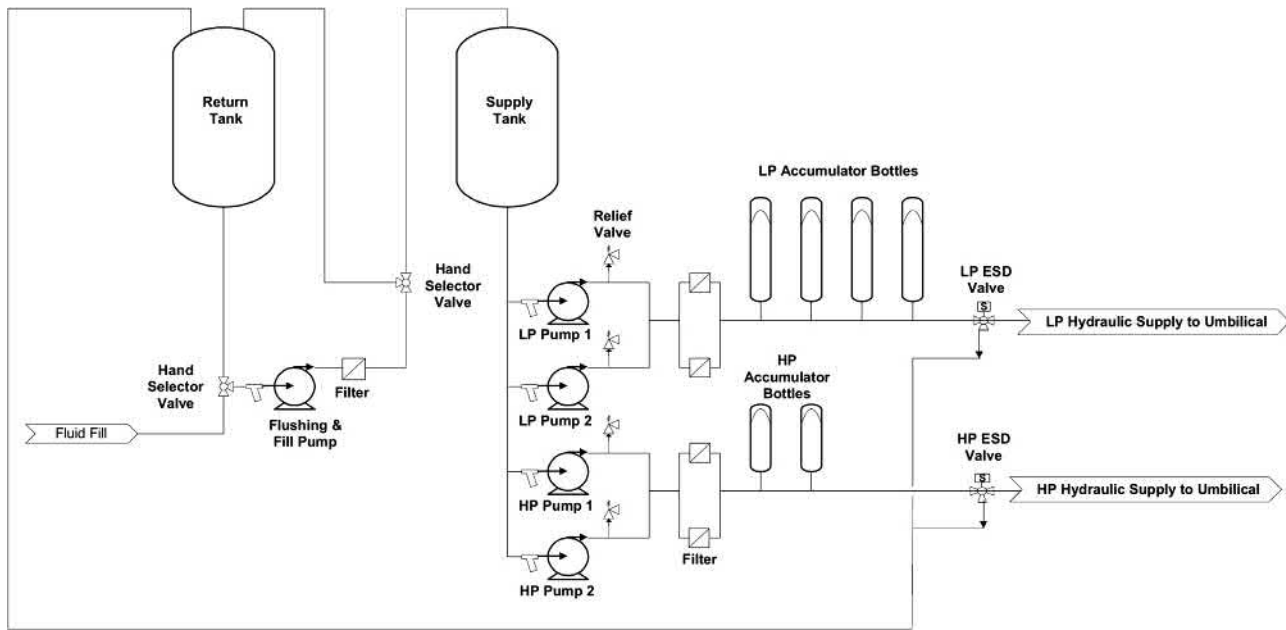 Return
Tank
Supply
Tank
LP Accumulator Bottles
Relief
Valve
Hand
Selector
Valve
LP ESD
Valve
S
LP Hydraulic Supply to Umbilical
LP Pump 1
HP
Accumulator
Bottles
Hand
Selector
Valve
Filter
Flushing &
Fill Pump
LP Pump 2
Fluid Fill
HP ESD
Valve
S
HP Hydraulic Supply to Umbilical
HP Pump 1
Filter
HP Pump 2